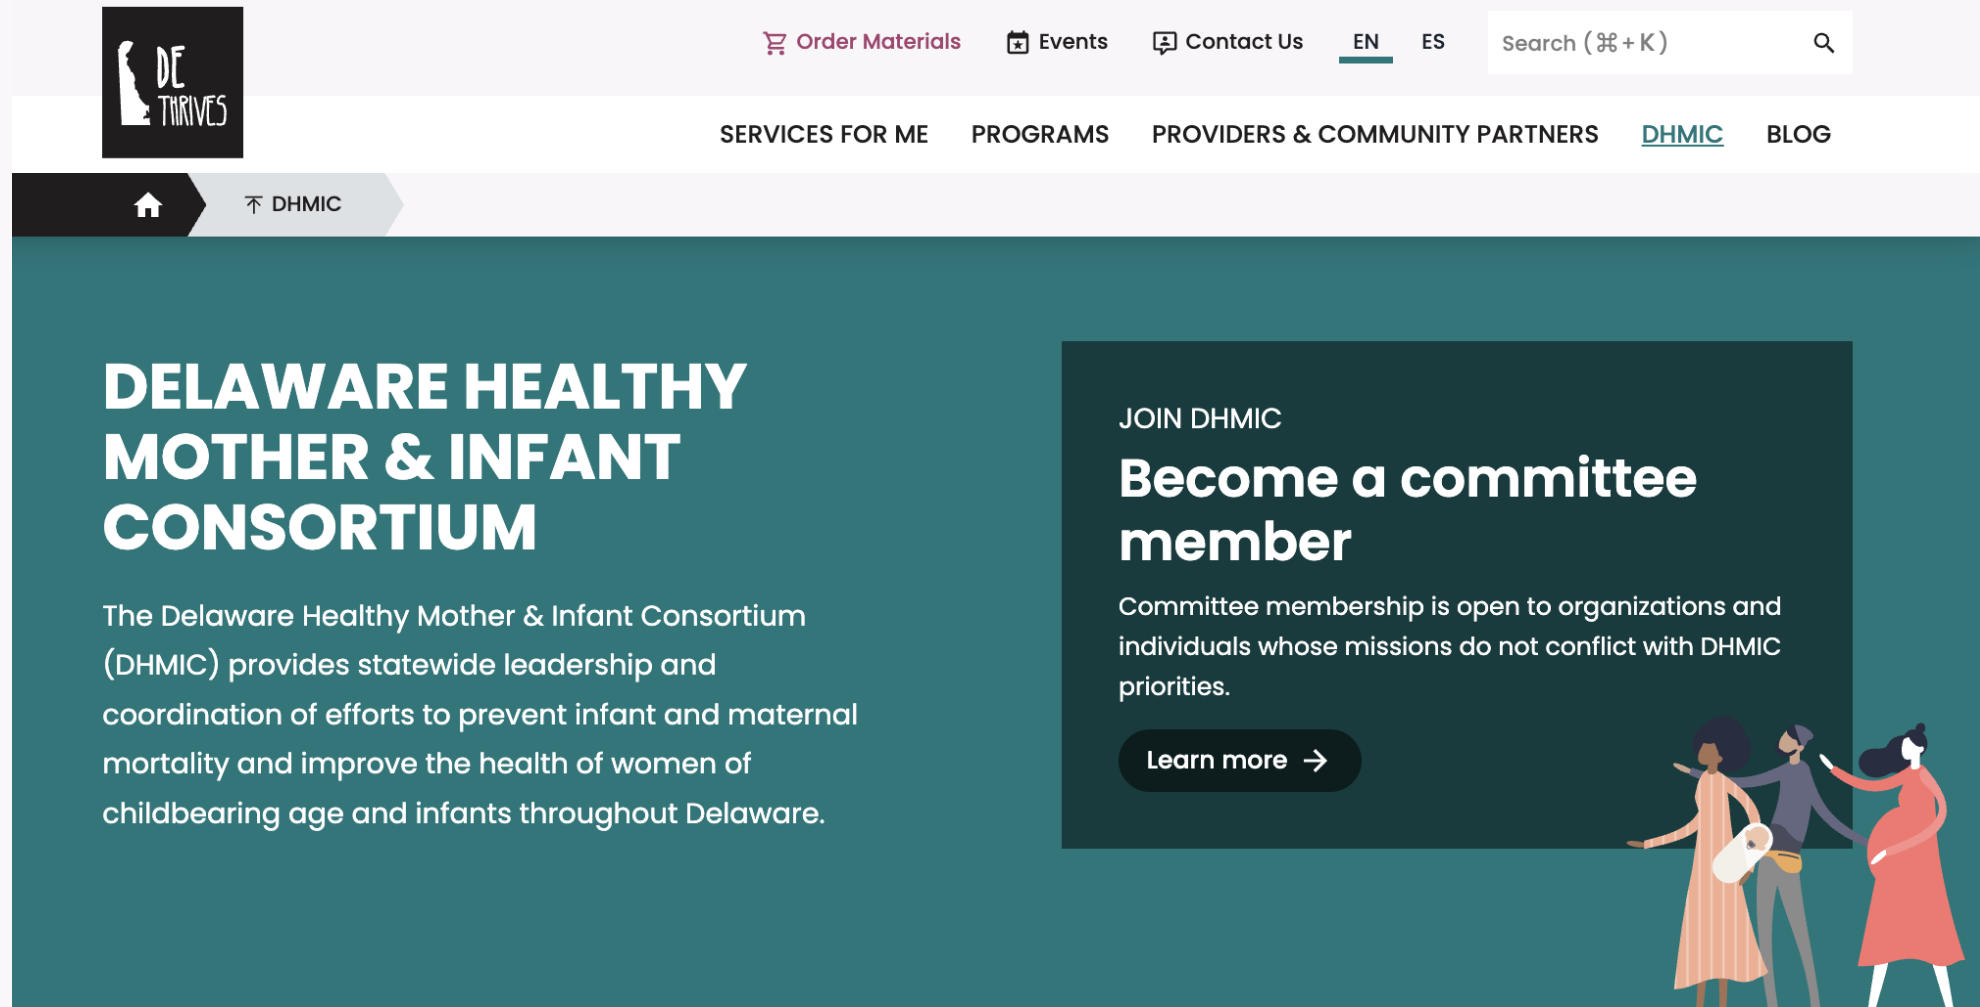 DE
THRIVES
Order Materials Events Contact Us EN ES Search (⌘+K)
SERVICES FOR ME PROGRAMS PROVIDERS & COMMUNITY PARTNERS DHMIC BLOG
DHMIC
DELAWARE HEALTHY
MOTHER & INFANT
CONSORTIUM
The Delaware Healthy Mother & Infant Consortium
(DHMIC) provides statewide leadership and
coordination of efforts to prevent infant and maternal
mortality and improve the health of women of
childbearing age and infants throughout Delaware.
JOIN DHMIC
Become a committee
member
Committee membership is open to organizations and
individuals whose missions do not conflict with DHMIC
priorities.
Learn more